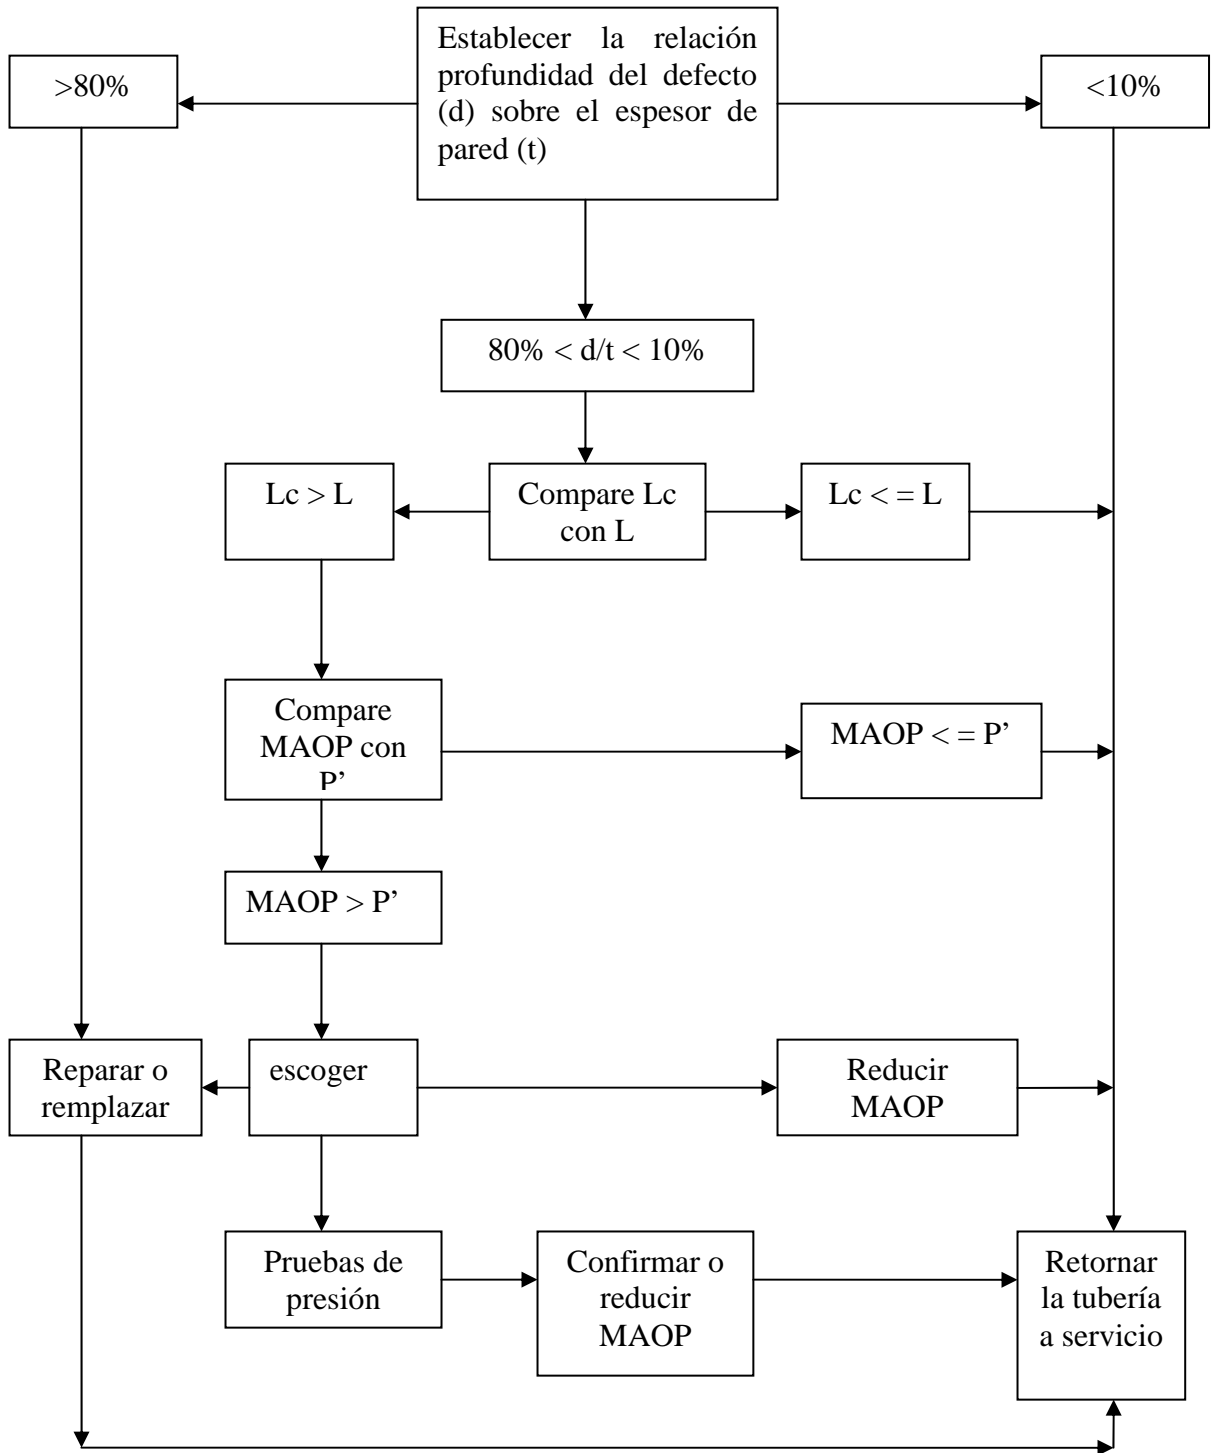 Establecer la relación
profundidad del defecto
(d) sobre el espesor de
pared (t)
>80%
<10%
80% < d/t < 10%
Lc > L
Compare Lc
con L
Lc < = L
Compare
MAOP con
P’
MAOP < = P’
MAOP > P’
Reparar o
remplazar
escoger
Reducir
MAOP
Pruebas de
presión
Confirmar o
reducir
MAOP
Retornar
la tubería
a servicio